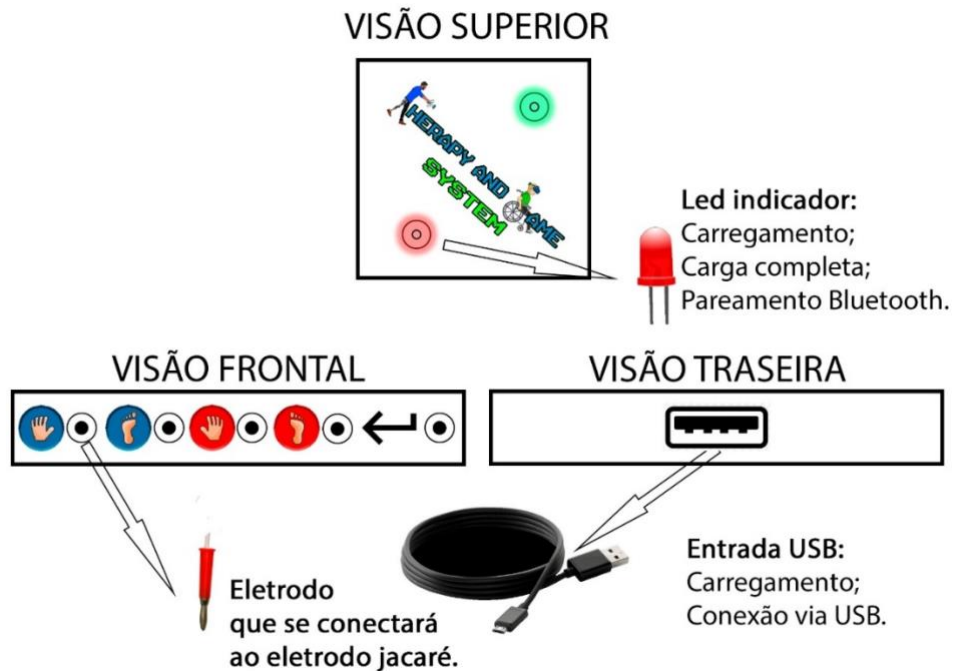 VISÃO SUPERIOR
HERAPY AND AME
SYSTEM
Led indicador:
Carregamento;
Carga completa;
Pareamento Bluetooth.
VISÃO FRONTAL
VISÃO TRASEIRA
Eletrodo
que se conectará
ao eletrodo jacaré.
Entrada USB:
Carregamento;
Conexão via USB.